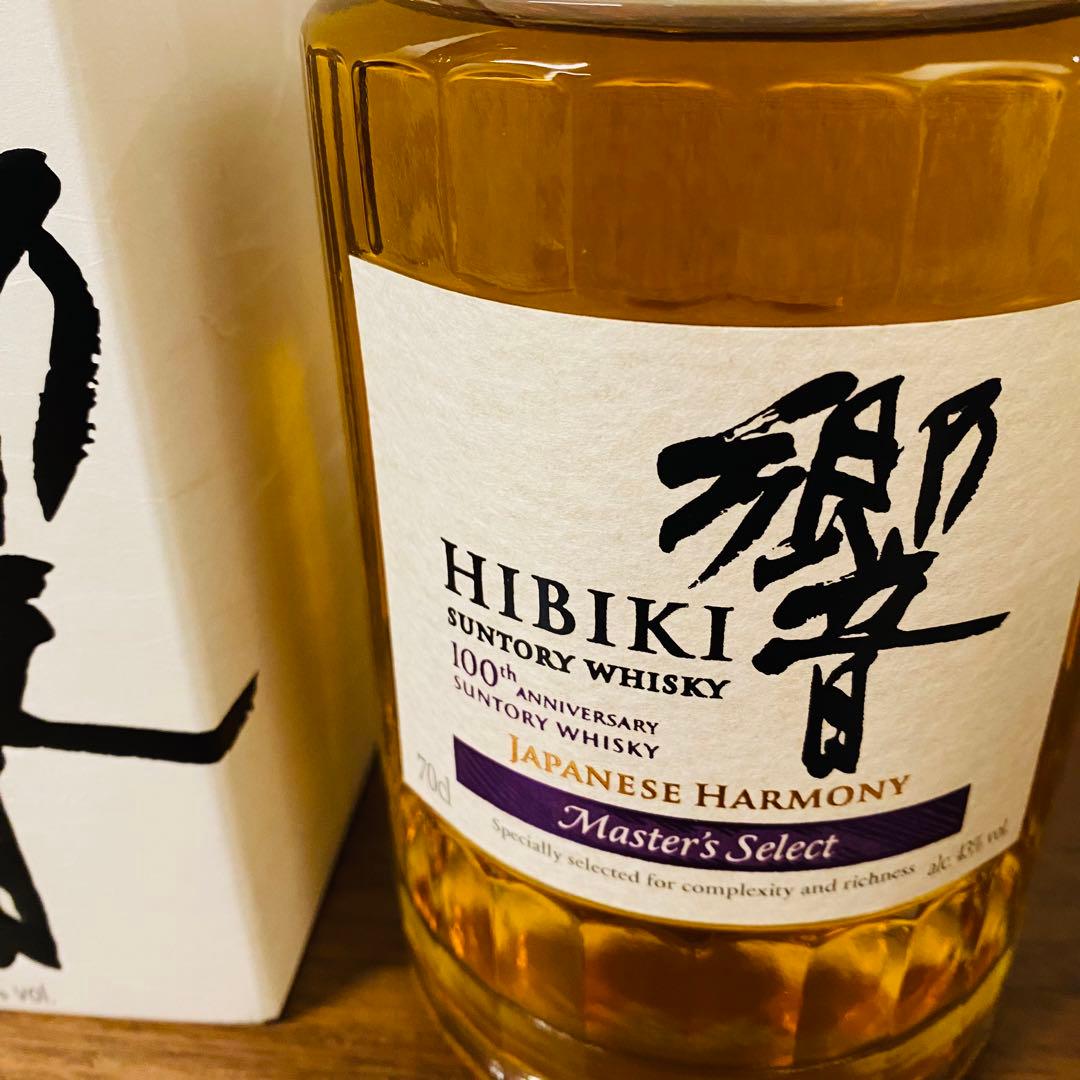 響
HIBIKI
SUNTORY WHISKY
100th ANNIVERSARY
SUNTORY WHISKY
JAPANESE HARMONY
Master's Select
70cl
Specially selected for complexity and richness
alc. 43% vol.
% vol.